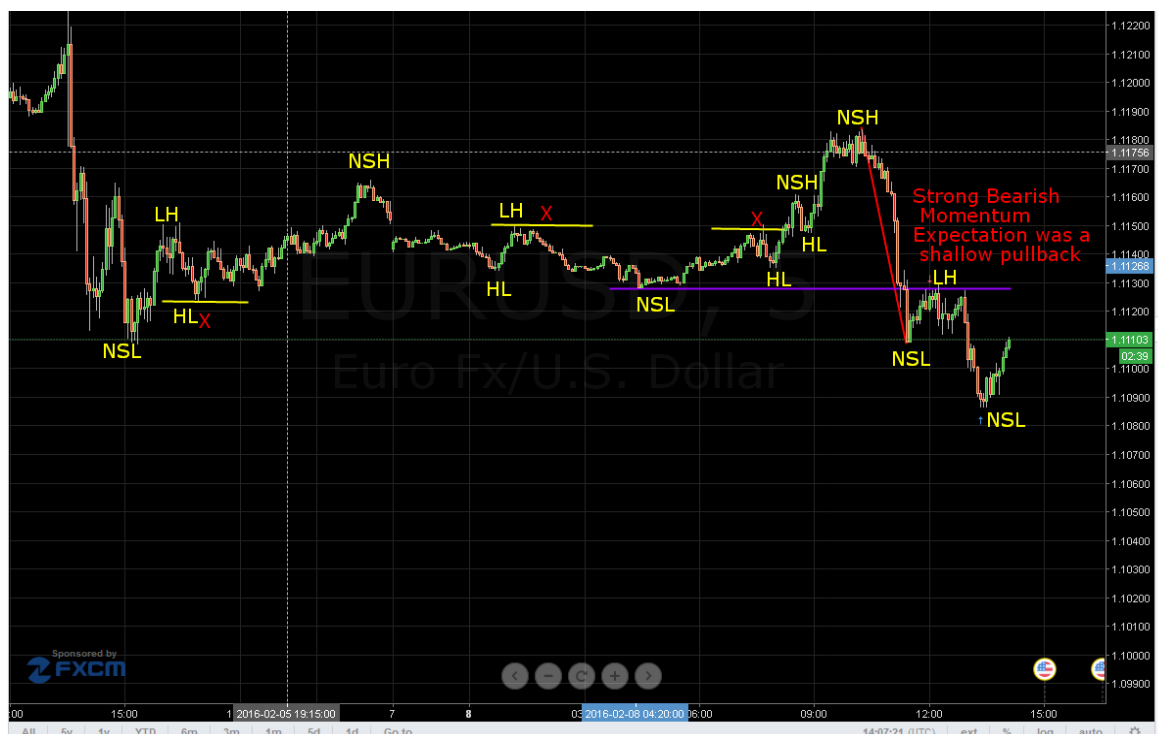 1.12200
1.12100
1.12000
1.11900
NSH
1.11800
1.11756
NSH
NSH
1.11600
Strong Bearish
Momentum
Expectation was a
shallow pullback
LH
LH X
X
1.11500
HL
1.11400
1.11268
HL
HL
LH
1.11300
NSL
HL X
EURUSD, 5
1.11200
NSL
NSL
1.11103
02:39
Euro Fx/U.S. Dollar
1.11000
1.10900
NSL
1.10800
1.10700
1.10600
1.10500
1.10400
1.10300
1.10200
1.10100
Sponsored by
FXCM
1.10000
1.09900
:00 15:00 1 2016-02-05 19:15:00 7 8 03 2016-02-08 04:20:00 06:00 09:00 12:00 15:00
All 5y 1y YTD 6m 3m 1m 5d 1d Go to 14:07:21 (UTC) ext % log auto